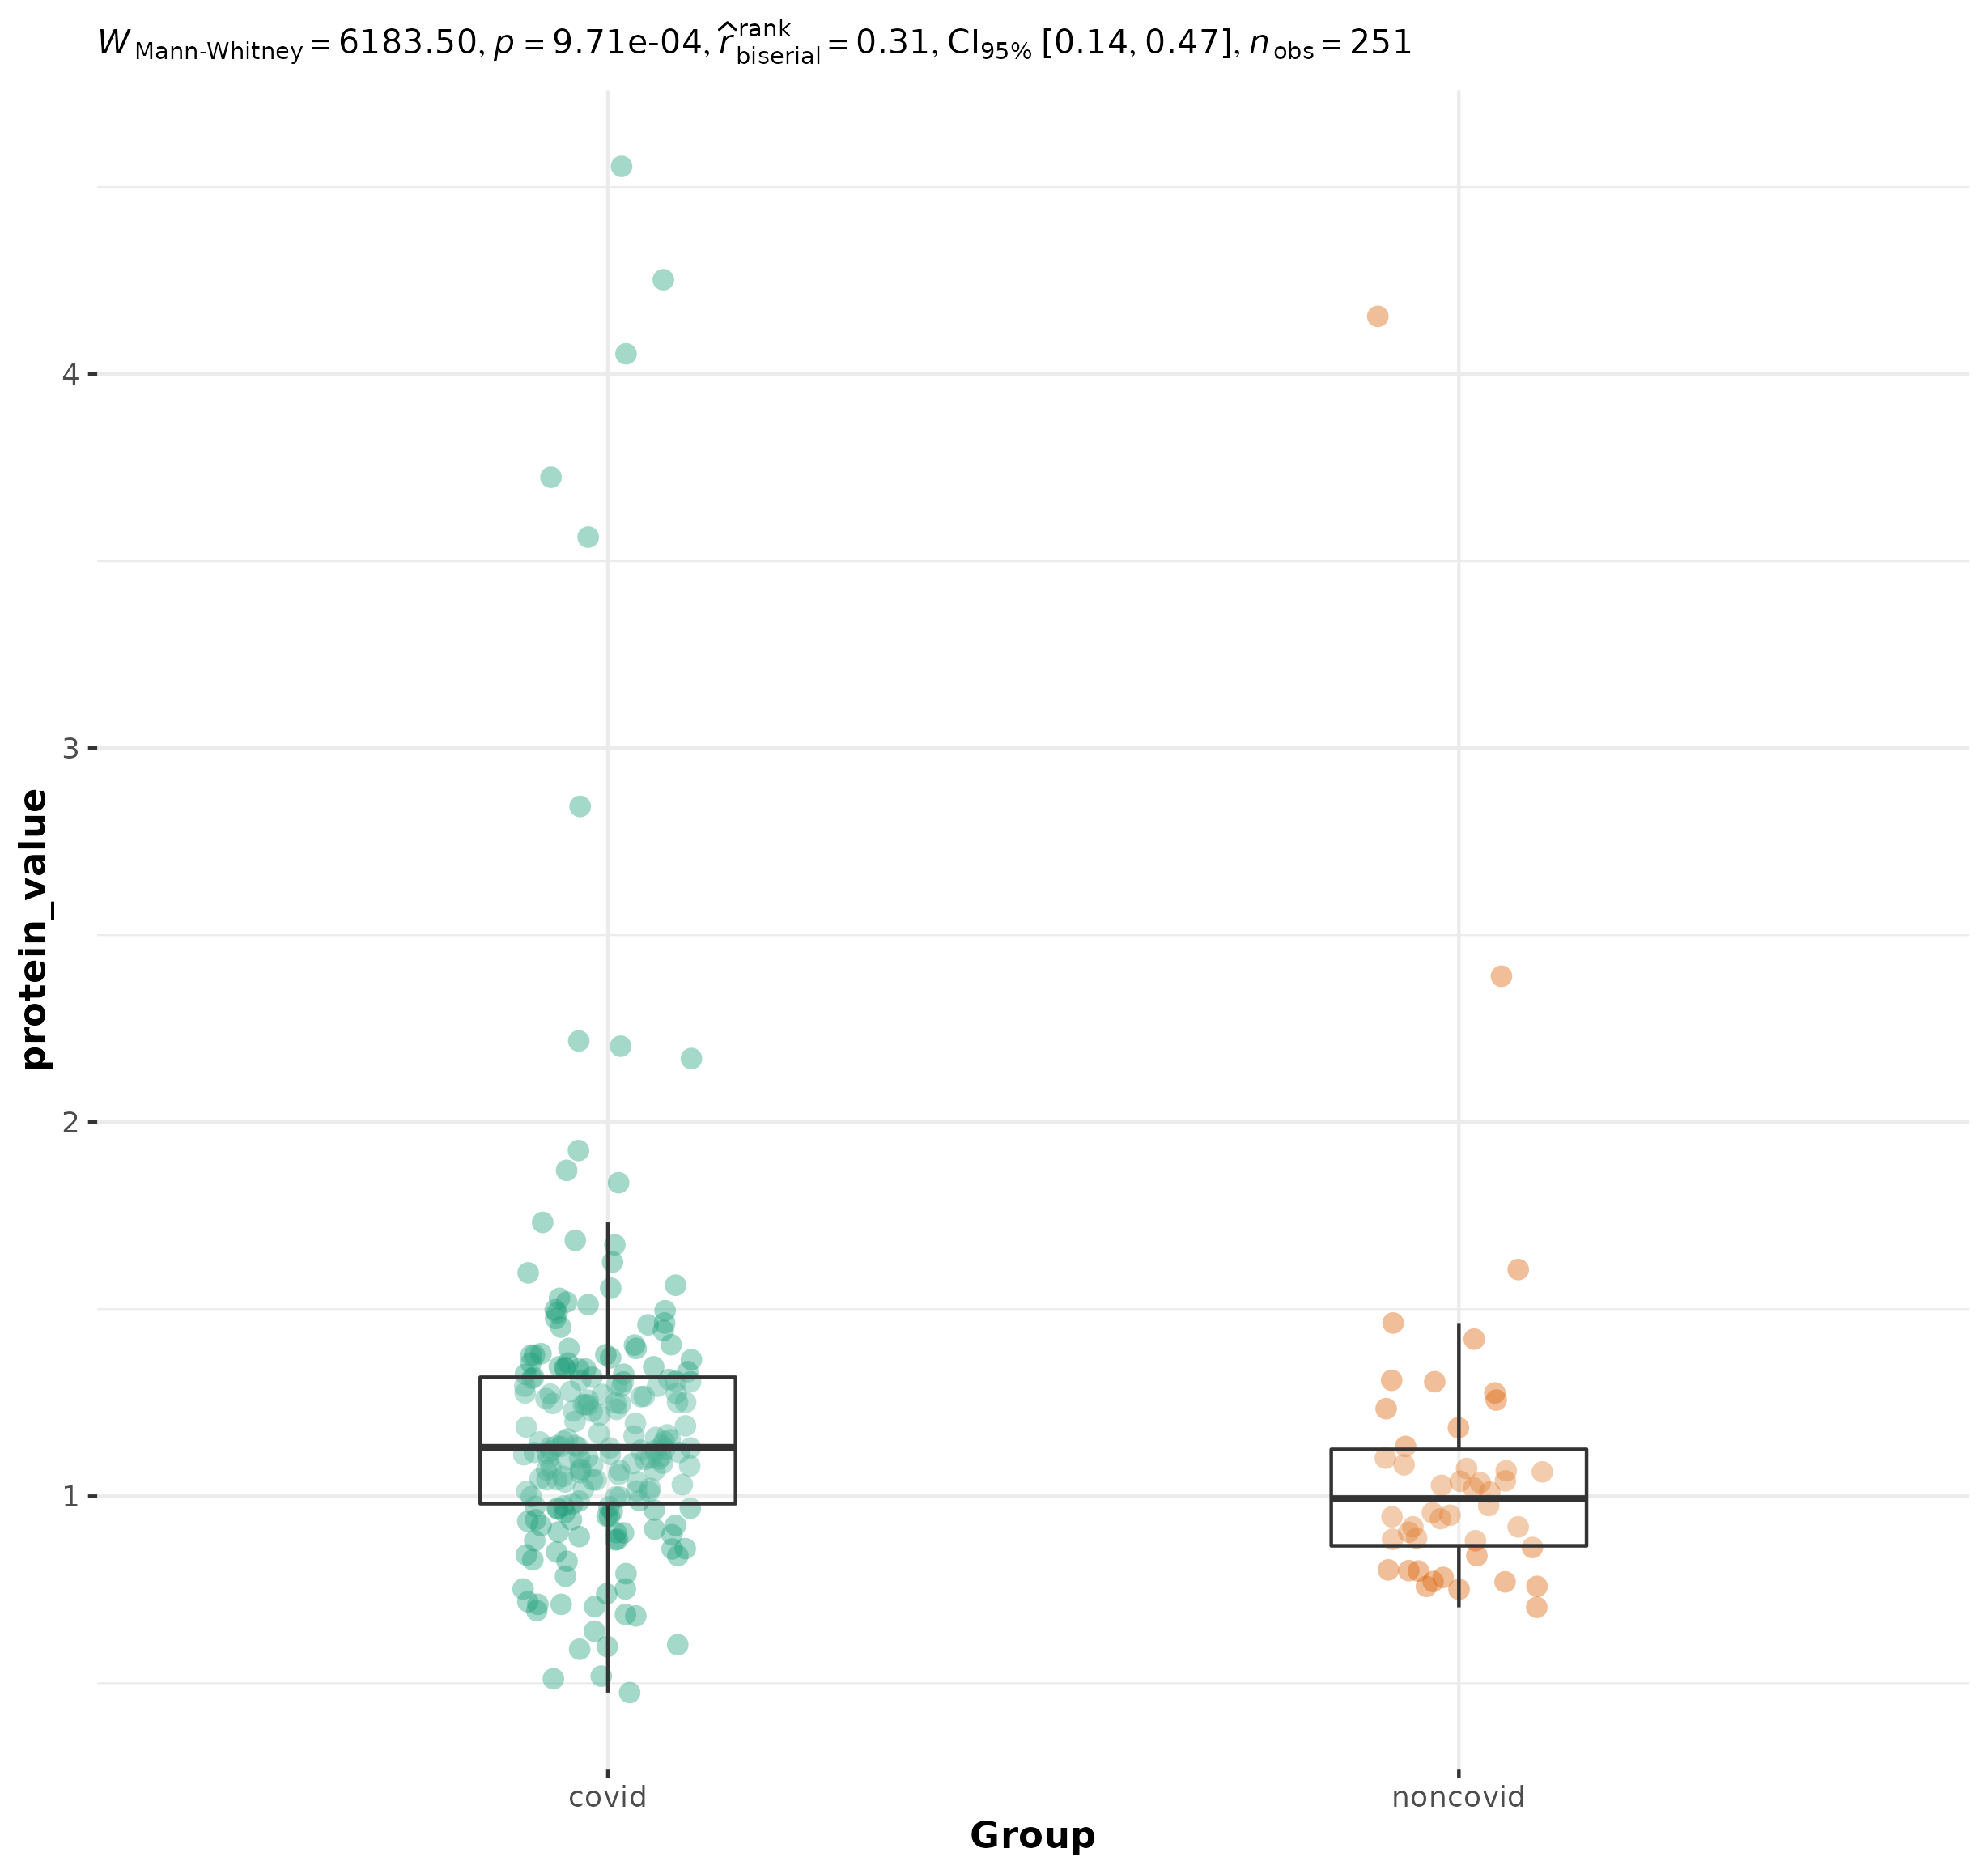 W Mann-Whitney = 6183.50, p = 9.71e-04, r̂ rank biserial = 0.31, CI95% [0.14, 0.47], nobs = 251
4
3
2
1
protein_value
covid
noncovid
Group